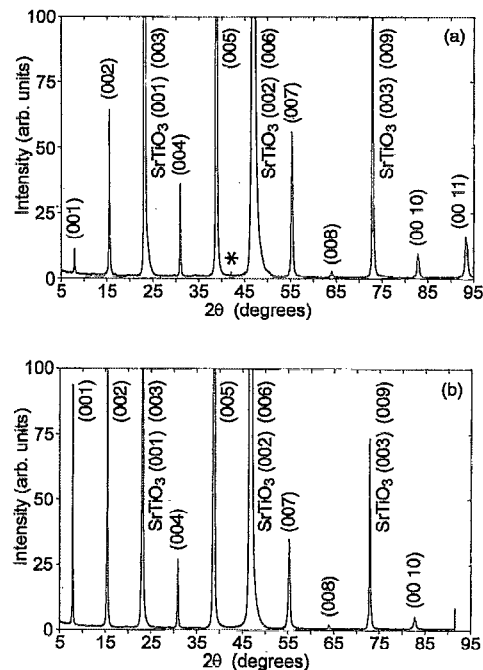 (a)
100
75
50
25
0
Intensity (arb. units)
(001)
(002)
SrTiO3 (001) (003)
(004)
(005)
*
SrTiO3 (002) (006)
(007)
(008)
SrTiO3 (003) (009)
(00 10)
(00 11)
5 15 25 35 45 55 65 75 85 95
2θ (degrees)
(b)
100
75
50
25
0
Intensity (arb. units)
(001)
(002)
SrTiO3 (001) (003)
(004)
(005)
SrTiO3 (002) (006)
(007)
(008)
SrTiO3 (003) (009)
(00 10)
5 15 25 35 45 55 65 75 85 95
2θ (degrees)